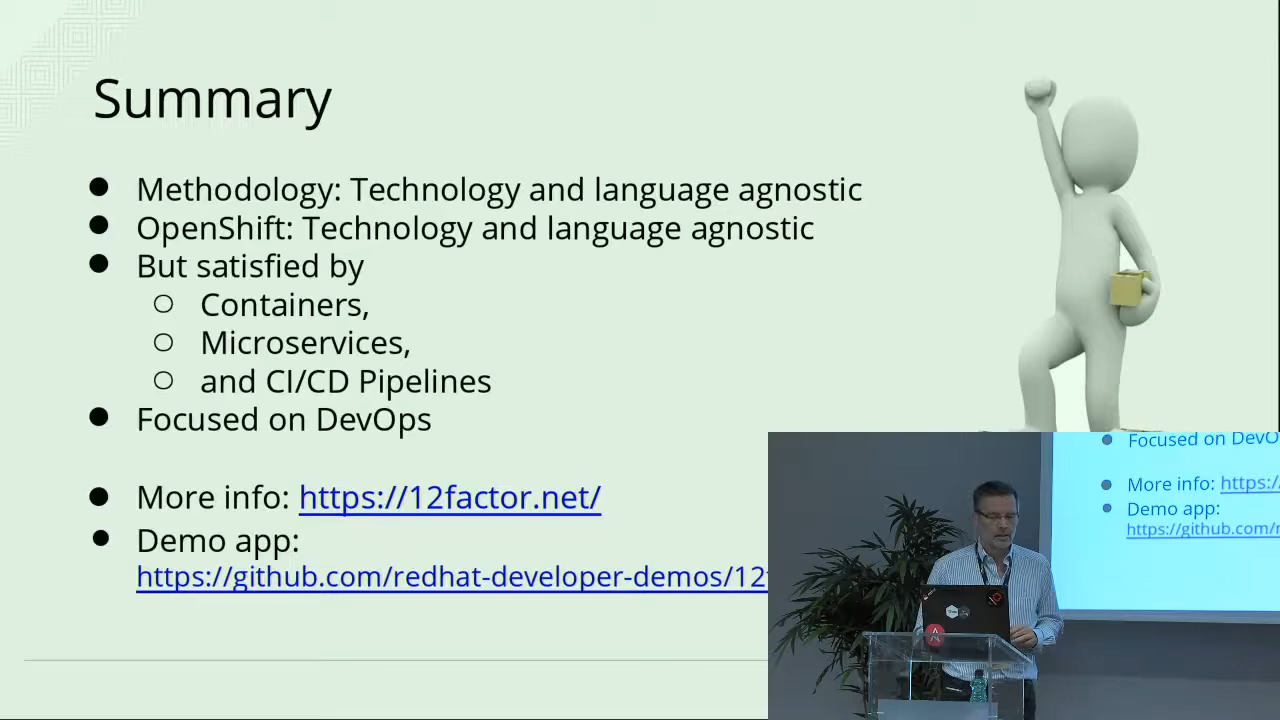 Summary
Methodology: Technology and language agnostic
OpenShift: Technology and language agnostic
But satisfied by
Containers,
Microservices,
and CI/CD Pipelines
Focused on DevOps
More info: https://12factor.net/
Demo app:
https://github.com/redhat-developer-demos/12
Focused on DevO
More info: https:/
Demo app:
https://github.com/r